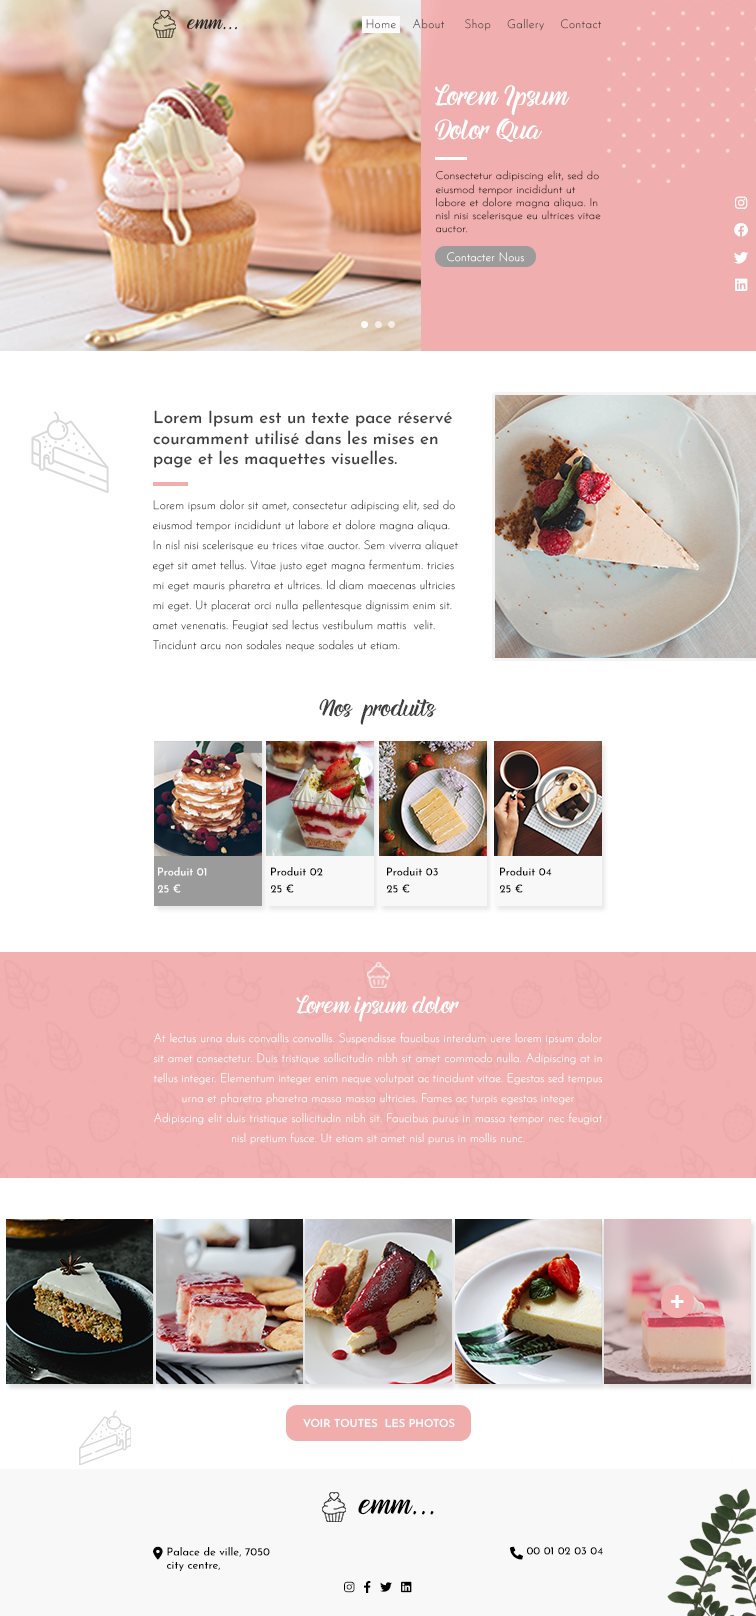 emm...
Home About Shop Gallery Contact
Lorem Ipsum
Dolor Qua
Consectetur adipiscing elit, sed do
eiusmod tempor incididunt ut
labore et dolore magna aliqua. In
nisl nisi scelerisque eu ultrices vitae
auctor.
Contacter Nous
Lorem Ipsum est un texte pace réservé
couramment utilisé dans les mises en
page et les maquettes visuelles.
Lorem ipsum dolor sit amet, consectetur adipiscing elit, sed do
eiusmod tempor incididunt ut labore et dolore magna aliqua.
In nisl nisi scelerisque eu trices vitae auctor. Sem viverra aliquet
eget sit amet tellus. Vitae justo eget magna fermentum. tricies
mi eget mauris pharetra et ultrices. Id diam maecenas ultricies
mi eget. Ut placerat orci nulla pellentesque dignissim enim sit.
amet venenatis. Feugiat sed lectus vestibulum mattis velit.
Tincidunt arcu non sodales neque sodales ut etiam.
Nos produits
Produit 01
25 €
Produit 02
25 €
Produit 03
25 €
Produit 04
25 €
Lorem ipsum dolor
At lectus urna duis convallis convallis. Suspendisse faucibus interdum uere lorem ipsum dolor
sit amet consectetur. Duis tristique sollicitudin nibh sit amet commodo nulla. Adipiscing at in
tellus integer. Elementum integer enim neque volutpat ac tincidunt vitae. Egestas sed tempus
urna et pharetra pharetra massa massa ultricies. Fames ac turpis egestas integer
Adipiscing elit duis tristique sollicitudin nibh sit. Faucibus purus in massa tempor nec feugiat
nisl pretium fusce. Ut etiam sit amet nisl purus in mollis nunc.
VOIR TOUTES LES PHOTOS
emm...
Palace de ville, 7050
city centre,
00 01 02 03 04